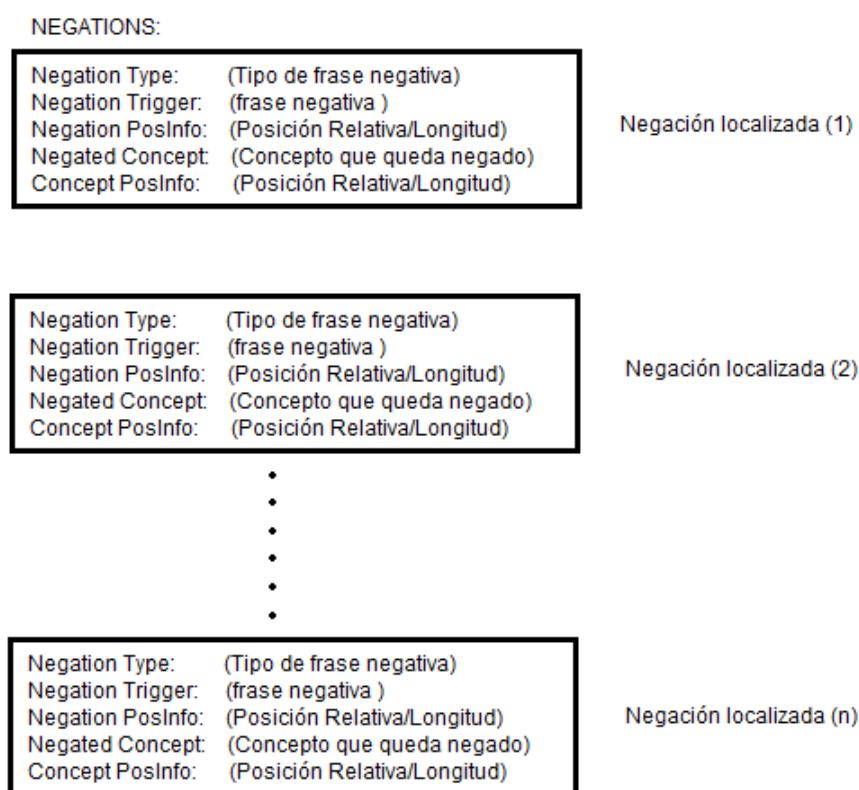 NEGATIONS:
Negation Type: (Tipo de frase negativa)
Negation Trigger: (frase negativa )
Negation PosInfo: (Posición Relativa/Longitud)
Negated Concept: (Concepto que queda negado)
Concept PosInfo: (Posición Relativa/Longitud)
Negación localizada (1)
Negation Type: (Tipo de frase negativa)
Negation Trigger: (frase negativa )
Negation PosInfo: (Posición Relativa/Longitud)
Negated Concept: (Concepto que queda negado)
Concept PosInfo: (Posición Relativa/Longitud)
Negación localizada (2)
Negation Type: (Tipo de frase negativa)
Negation Trigger: (frase negativa )
Negation PosInfo: (Posición Relativa/Longitud)
Negated Concept: (Concepto que queda negado)
Concept PosInfo: (Posición Relativa/Longitud)
Negación localizada (n)